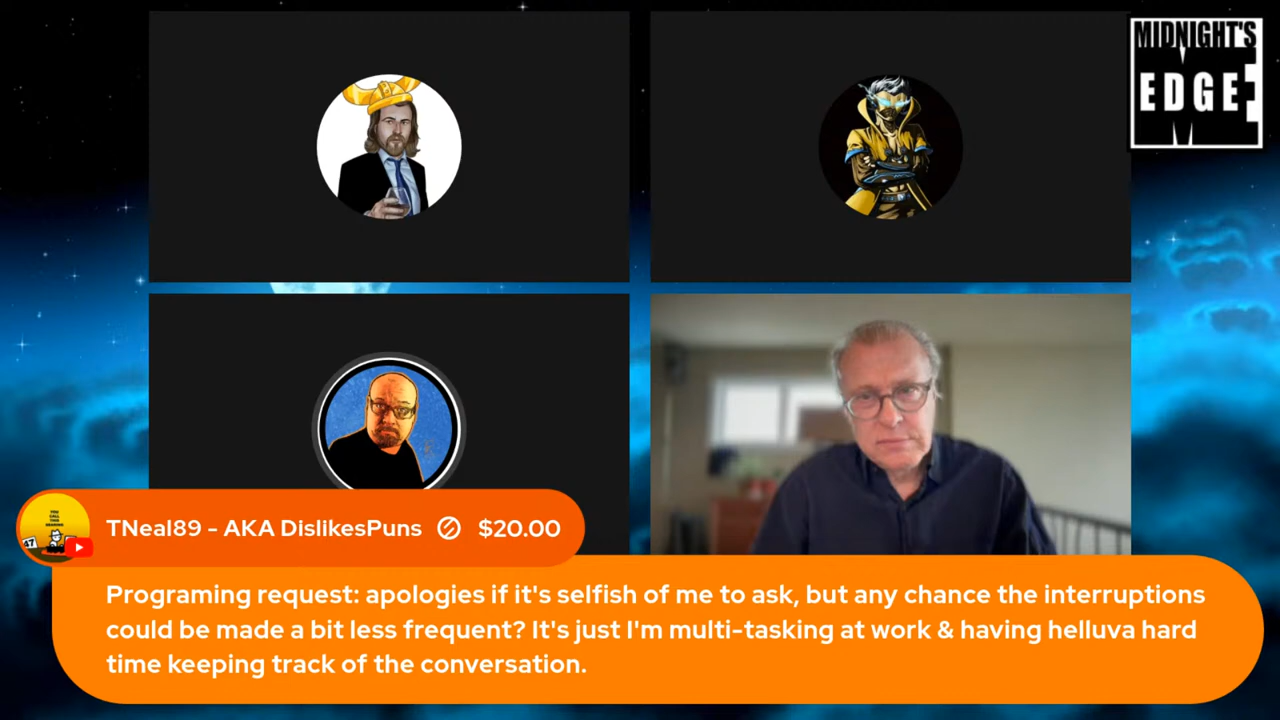 MIDNIGHT'S
EDGE
TNeal89 - AKA DislikesPuns $20.00
Programing request: apologies if it's selfish of me to ask, but any chance the interruptions
could be made a bit less frequent? It's just I'm multi-tasking at work & having helluva hard
time keeping track of the conversation.